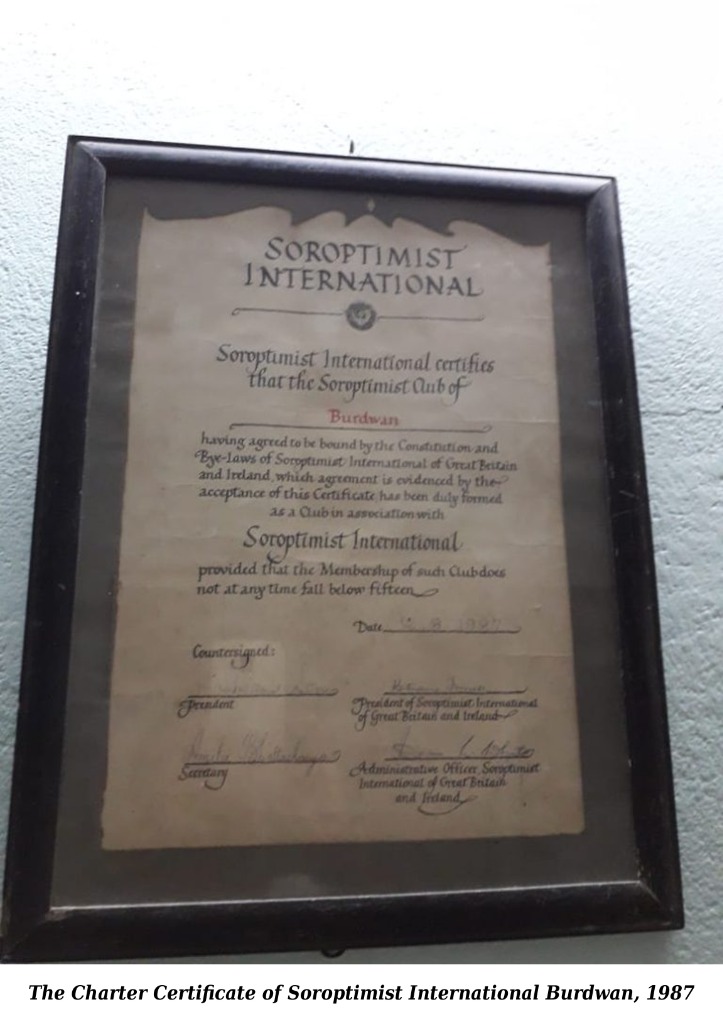 SOROPTIMIST
INTERNATIONAL
Soroptimist International certifies
that the Soroptimist Club of
Burdwan
having agreed to be bound by the Constitution and
Bye-Laws of Soroptimist International of Great Britain
and Ireland, which agreement is evidenced by the
acceptance of this Certificate has been duly formed
as a Club in association with
Soroptimist International
provided that the Membership of such Club does
not at any time fall below fifteen
Date
Countersigned:
President
President of Soroptimist International
of Great Britain and Ireland
Secretary
Administrative Officer, Soroptimist
International of Great Britain
and Ireland
The Charter Certificate of Soroptimist International Burdwan, 1987